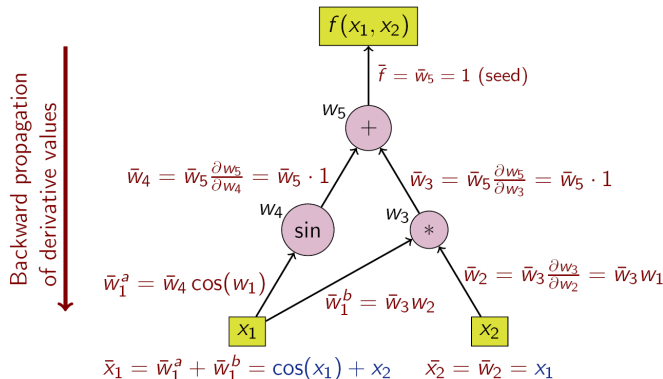 f(x₁, x₂)
f̄ = w̄₅ = 1 (seed)
w₅
+
Backward propagation
of derivative values
w̄₄ = w̄₅ ∂w₅/∂w₄ = w̄₅ · 1
w̄₃ = w̄₅ ∂w₅/∂w₃ = w̄₅ · 1
w₄
sin
w₃
*
w̄₁ᵃ = w̄₄ cos(w₁)
w̄₁ᵇ = w̄₃w₂
w̄₂ = w̄₃ ∂w₃/∂w₂ = w̄₃w₁
x₁
x₂
x̄₁ = w̄₁ᵃ + w̄₁ᵇ = cos(x₁) + x₂
x̄₂ = w̄₂ = x₁